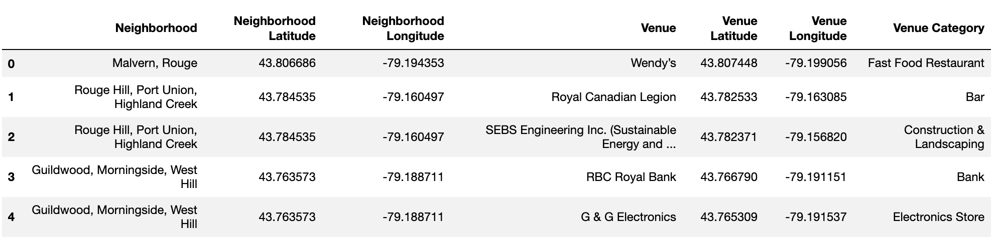 Neighborhood Neighborhood Latitude Neighborhood Longitude Venue Venue Latitude Venue Longitude Venue Category
0 Malvern, Rouge 43.806686 -79.194353 Wendy’s 43.807448 -79.199056 Fast Food Restaurant
1 Rouge Hill, Port Union, Highland Creek 43.784535 -79.160497 Royal Canadian Legion 43.782533 -79.163085 Bar
2 Rouge Hill, Port Union, Highland Creek 43.784535 -79.160497 SEBS Engineering Inc. (Sustainable Energy and ... 43.782371 -79.156820 Construction & Landscaping
3 Guildwood, Morningside, West Hill 43.763573 -79.188711 RBC Royal Bank 43.766790 -79.191151 Bank
4 Guildwood, Morningside, West Hill 43.763573 -79.188711 G & G Electronics 43.765309 -79.191537 Electronics Store